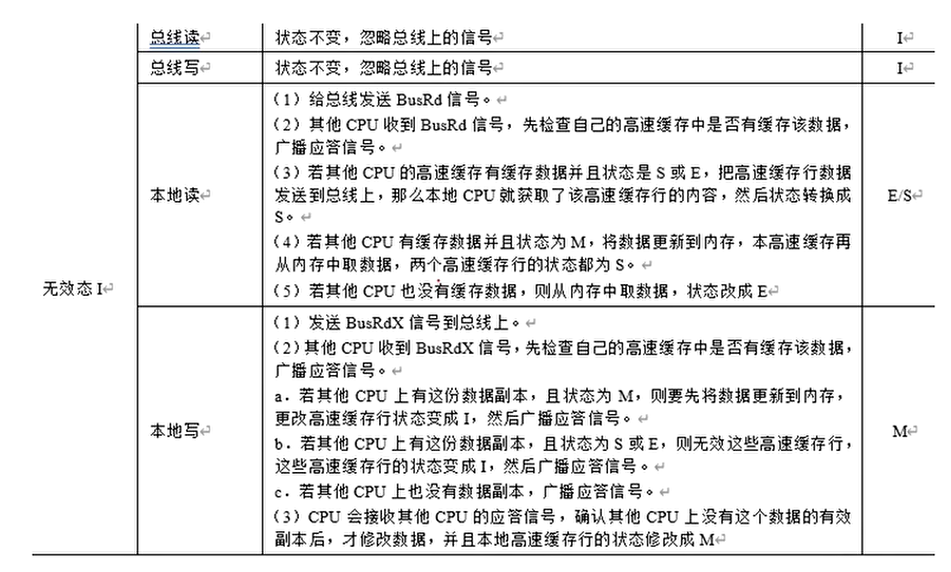 总线读 状态不变，忽略总线上的信号 I
总线写 状态不变，忽略总线上的信号 I
（1）给总线发送 BusRd 信号。
（2）其他 CPU 收到 BusRd 信号，先检查自己的高速缓存中是否有缓存该数据，
广播应答信号。
（3）若其他 CPU 的高速缓存有缓存数据并且状态是 S 或 E，把高速缓存行数据
本地读 发送到总线上，那么本地 CPU 就获取了该高速缓存行的内容，然后状态转换成 E/S
S。
（4）若其他 CPU 有缓存数据并且状态为 M，将数据更新到内存，本高速缓存再
从内存中取数据，两个高速缓存行的状态都为 S。
无效态 I （5）若其他 CPU 也没有缓存数据，则从内存中取数据，状态改成 E
（1）发送 BusRdX 信号到总线上。
（2）其他 CPU 收到 BusRdX 信号，先检查自己的高速缓存中是否有缓存该数据，
广播应答信号。
a．若其他 CPU 上有这份数据副本，且状态为 M，则要先将数据更新到内存，
更改高速缓存行状态变成 I，然后广播应答信号。
本地写 b．若其他 CPU 上有这份数据副本，且状态为 S 或 E，则无效这些高速缓存行， M
这些高速缓存行的状态变成 I，然后广播应答信号。
c．若其他 CPU 上也没有数据副本，广播应答信号。
（3）CPU 会接收其他 CPU 的应答信号，确认其他 CPU 上没有这个数据的有效
副本后，才修改数据，并且本地高速缓存行的状态修改成 M